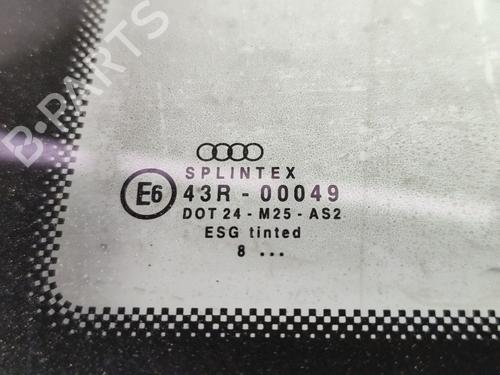 B-PARTS
SPLINTEX
E6 43R - 00049
DOT 24 - M25 - AS2
ESG tinted
8 ...